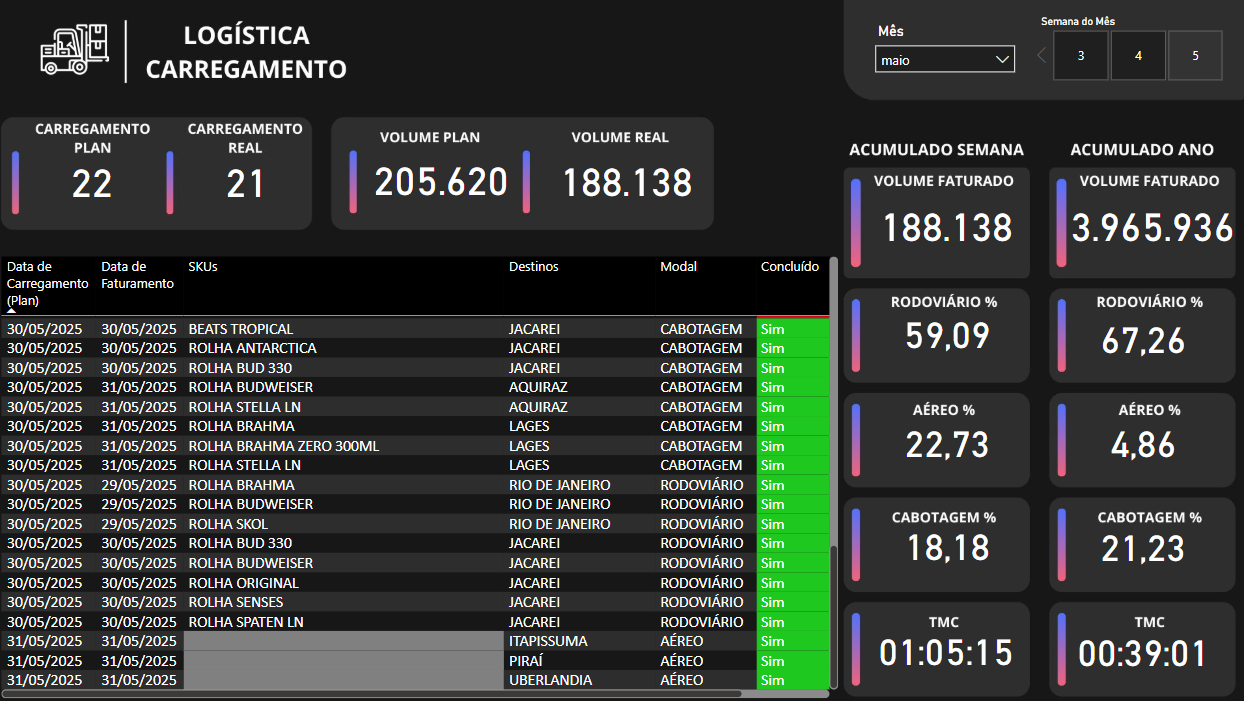 LOGÍSTICA
CARREGAMENTO
Mês
maio
Semana do Mês
3 4 5
CARREGAMENTO
PLAN
22
CARREGAMENTO
REAL
21
VOLUME PLAN
205.620
VOLUME REAL
188.138
Data de
Carregamento
(Plan)
Data de
Faturamento
SKUs
Destinos
Modal
Concluído
30/05/2025 30/05/2025 BEATS TROPICAL JACAREI CABOTAGEM Sim
30/05/2025 30/05/2025 ROLHA ANTARCTICA JACAREI CABOTAGEM Sim
30/05/2025 30/05/2025 ROLHA BUD 330 JACAREI CABOTAGEM Sim
30/05/2025 31/05/2025 ROLHA BUDWEISER AQUIRAZ CABOTAGEM Sim
30/05/2025 31/05/2025 ROLHA STELLA LN AQUIRAZ CABOTAGEM Sim
30/05/2025 31/05/2025 ROLHA BRAHMA LAGES CABOTAGEM Sim
30/05/2025 31/05/2025 ROLHA BRAHMA ZERO 300ML LAGES CABOTAGEM Sim
30/05/2025 31/05/2025 ROLHA STELLA LN LAGES CABOTAGEM Sim
30/05/2025 29/05/2025 ROLHA BRAHMA RIO DE JANEIRO RODOVIÁRIO Sim
30/05/2025 29/05/2025 ROLHA BUDWEISER RIO DE JANEIRO RODOVIÁRIO Sim
30/05/2025 29/05/2025 ROLHA SKOL RIO DE JANEIRO RODOVIÁRIO Sim
30/05/2025 30/05/2025 ROLHA BUD 330 JACAREI RODOVIÁRIO Sim
30/05/2025 30/05/2025 ROLHA BUDWEISER JACAREI RODOVIÁRIO Sim
30/05/2025 30/05/2025 ROLHA ORIGINAL JACAREI RODOVIÁRIO Sim
30/05/2025 30/05/2025 ROLHA SENSES JACAREI RODOVIÁRIO Sim
30/05/2025 30/05/2025 ROLHA SPATEN LN JACAREI RODOVIÁRIO Sim
31/05/2025 31/05/2025 ITAPISSUMA AÉREO Sim
31/05/2025 31/05/2025 PIRAÍ AÉREO Sim
31/05/2025 31/05/2025 UBERLANDIA AÉREO Sim
ACUMULADO SEMANA
VOLUME FATURADO
188.138
RODOVIÁRIO %
59,09
AÉREO %
22,73
CABOTAGEM %
18,18
TMC
01:05:15
ACUMULADO ANO
VOLUME FATURADO
3.965.936
RODOVIÁRIO %
67,26
AÉREO %
4,86
CABOTAGEM %
21,23
TMC
00:39:01